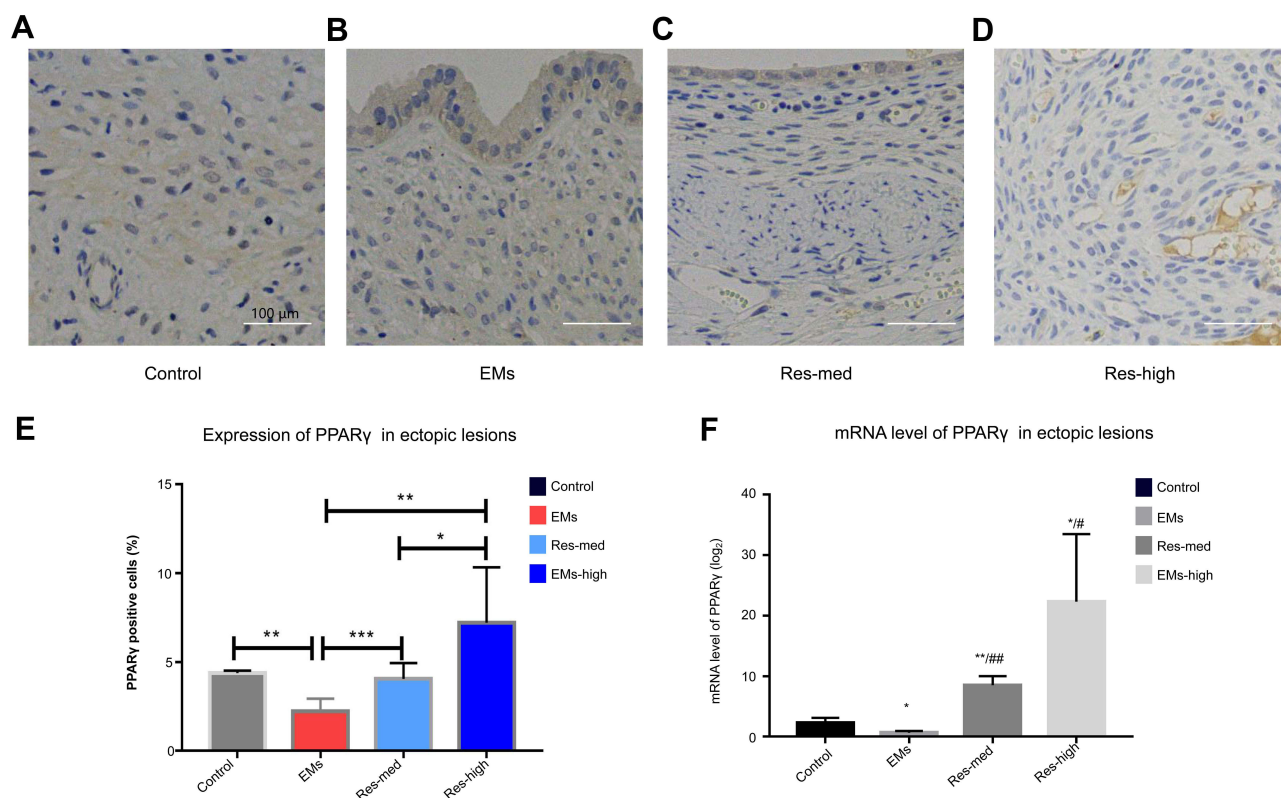 A
B
C
D
100 μm
Control
EMs
Res-med
Res-high
E
Expression of PPARγ in ectopic lesions
PPARγ positive cells (%)
15
10
5
0
**
***
*
**
Control
EMs
Res-med
Res-high
Control
EMs
Res-med
EMs-high
F
mRNA level of PPARγ in ectopic lesions
mRNA level of PPARγ (log₂)
40
30
20
10
0
*
**/##
*/#
Control
EMs
Res-med
Res-high
Control
EMs
Res-med
EMs-high